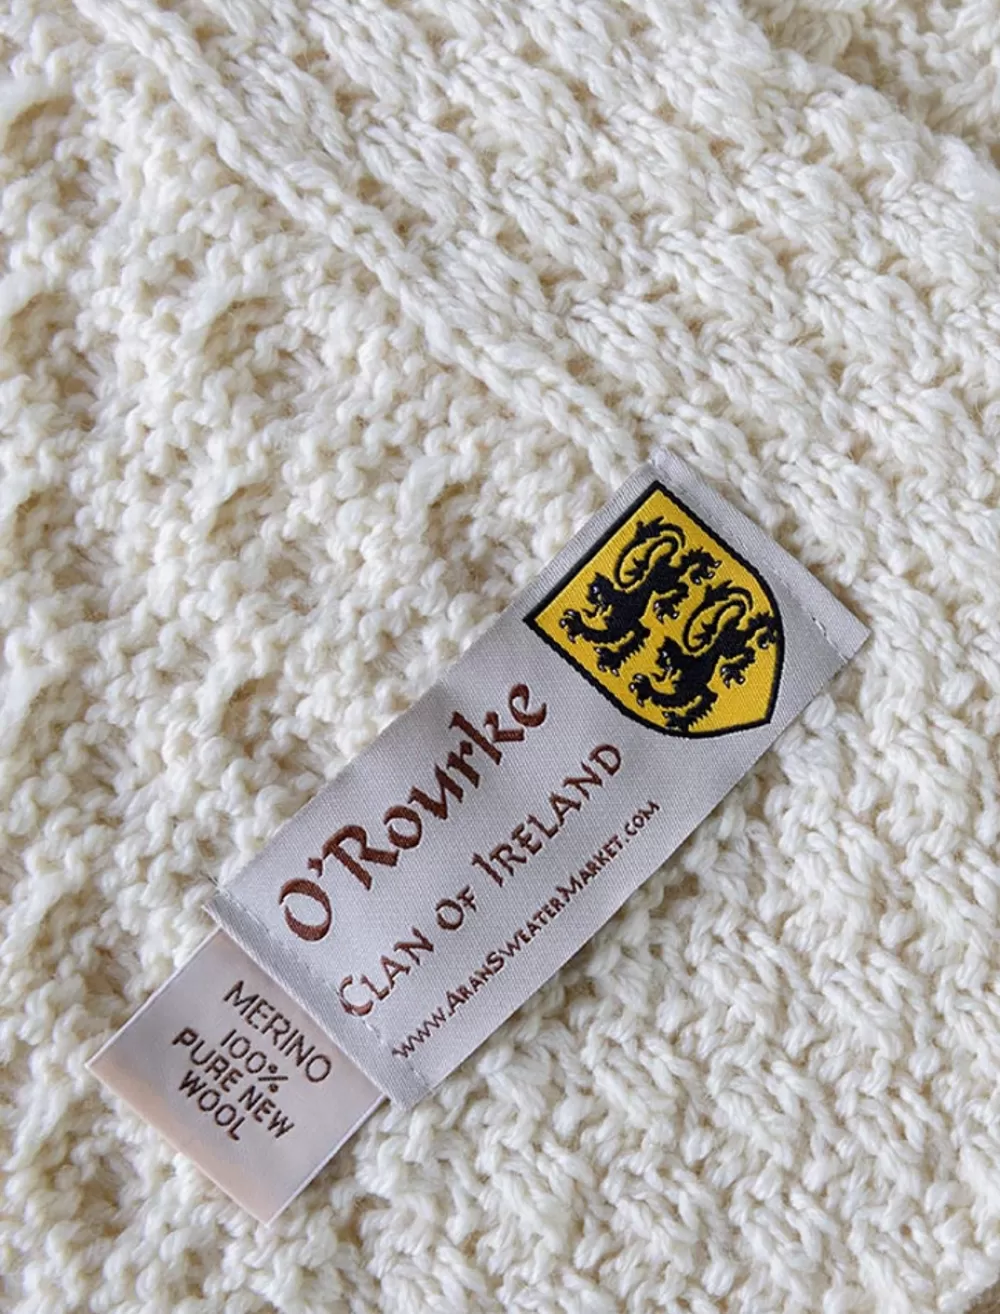 O'Rourke
Clan Of Ireland
www.AranSweaterMarket.com
MERINO
100%
PURE NEW
WOOL